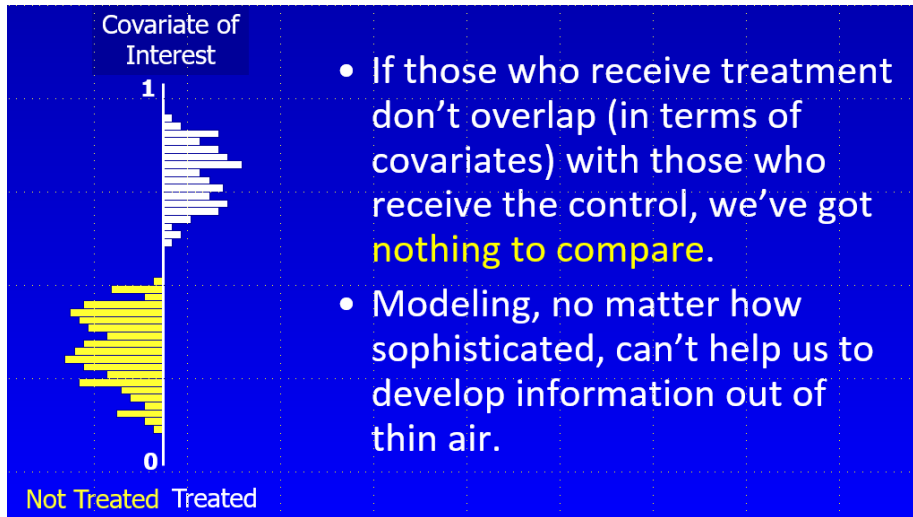 Covariate of
Interest
1
0
Not Treated Treated
• If those who receive treatment
don’t overlap (in terms of
covariates) with those who
receive the control, we’ve got
nothing to compare.
• Modeling, no matter how
sophisticated, can’t help us to
develop information out of
thin air.